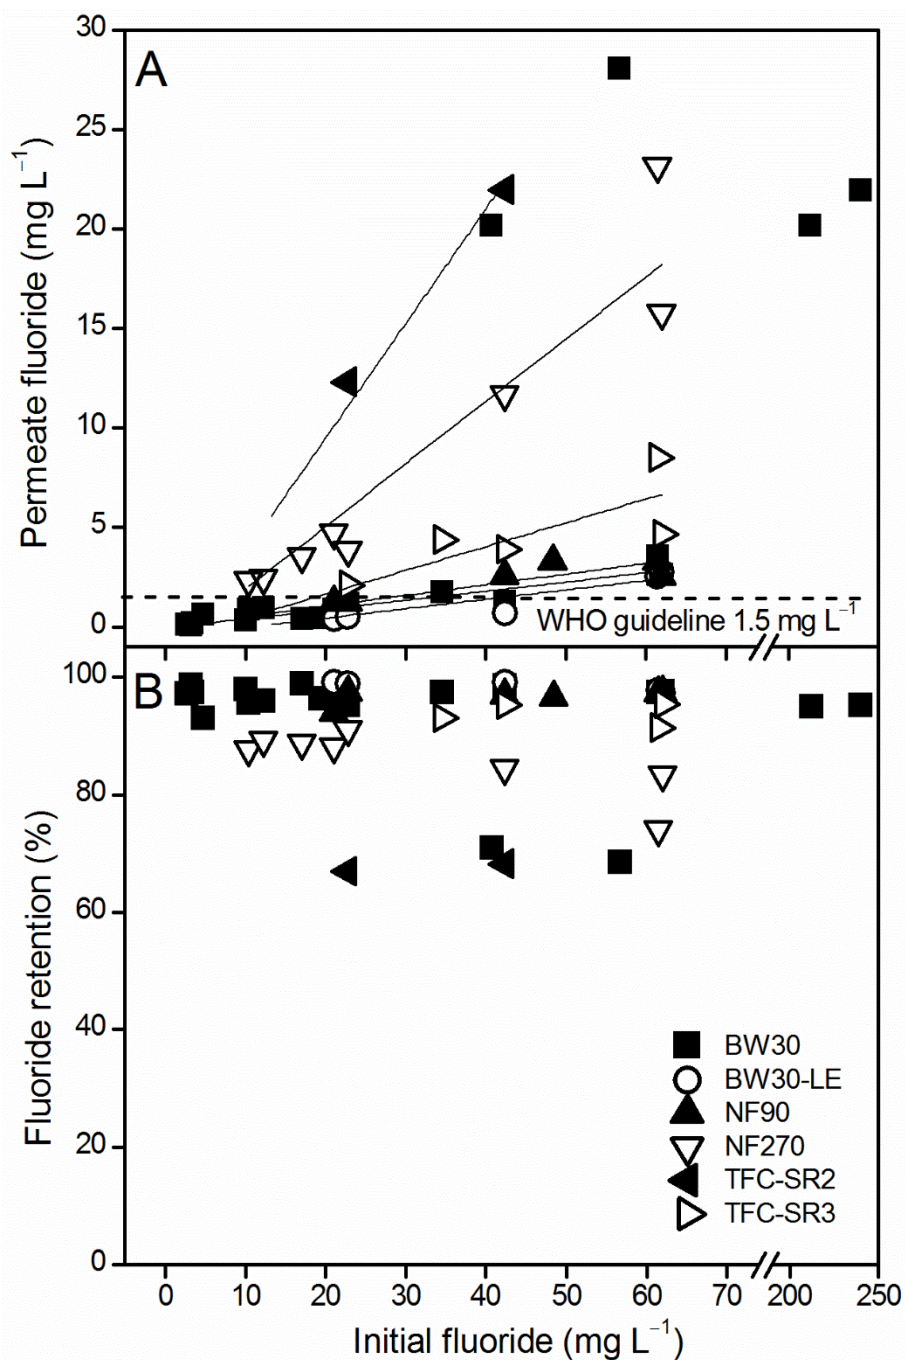 A
30
25
20
15
10
5
0
Permeate fluoride (mg L⁻¹)
WHO guideline 1.5 mg L⁻¹
B
100
80
60
40
20
0
Fluoride retention (%)
BW30
BW30-LE
NF90
NF270
TFC-SR2
TFC-SR3
0 10 20 30 40 50 60 70 200 250
Initial fluoride (mg L⁻¹)